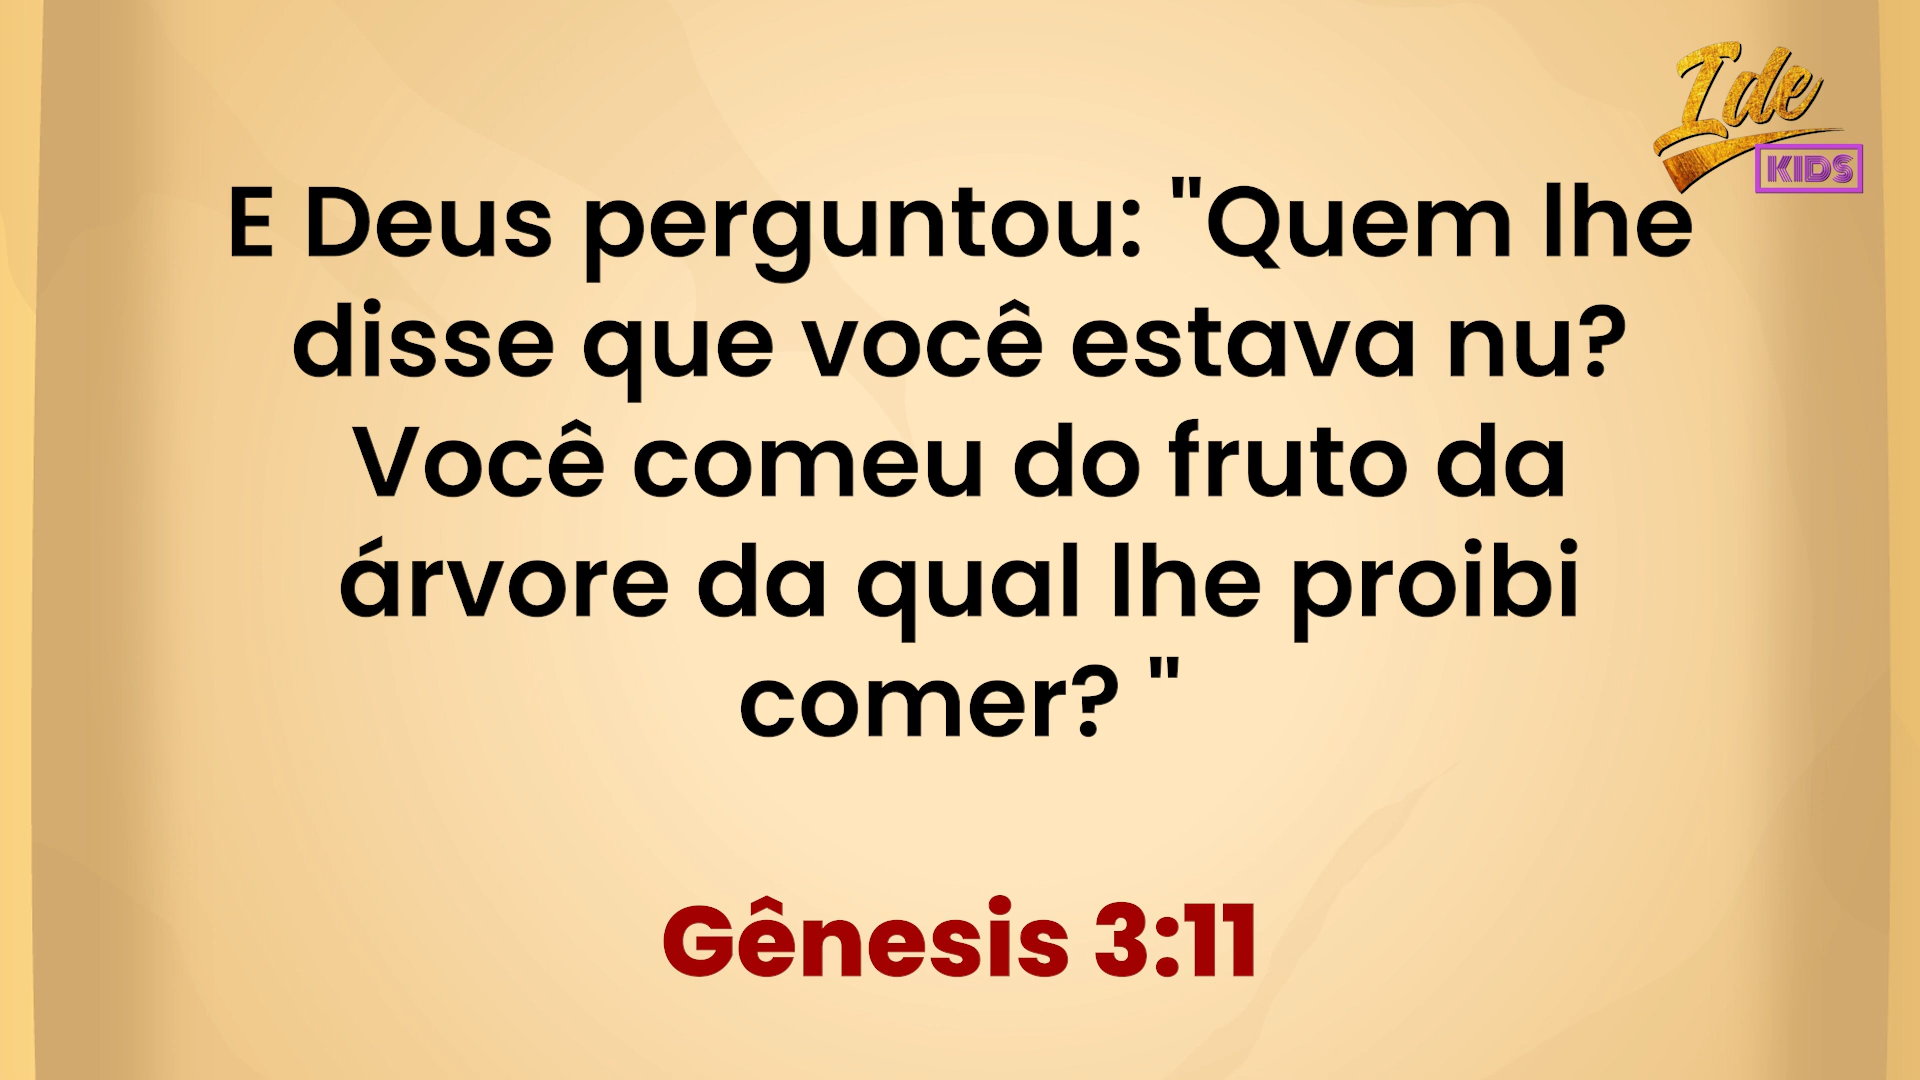 Ide
KIDS
E Deus perguntou: "Quem lhe
disse que você estava nu?
Você comeu do fruto da
árvore da qual lhe proibi
comer? "
Gênesis 3:11